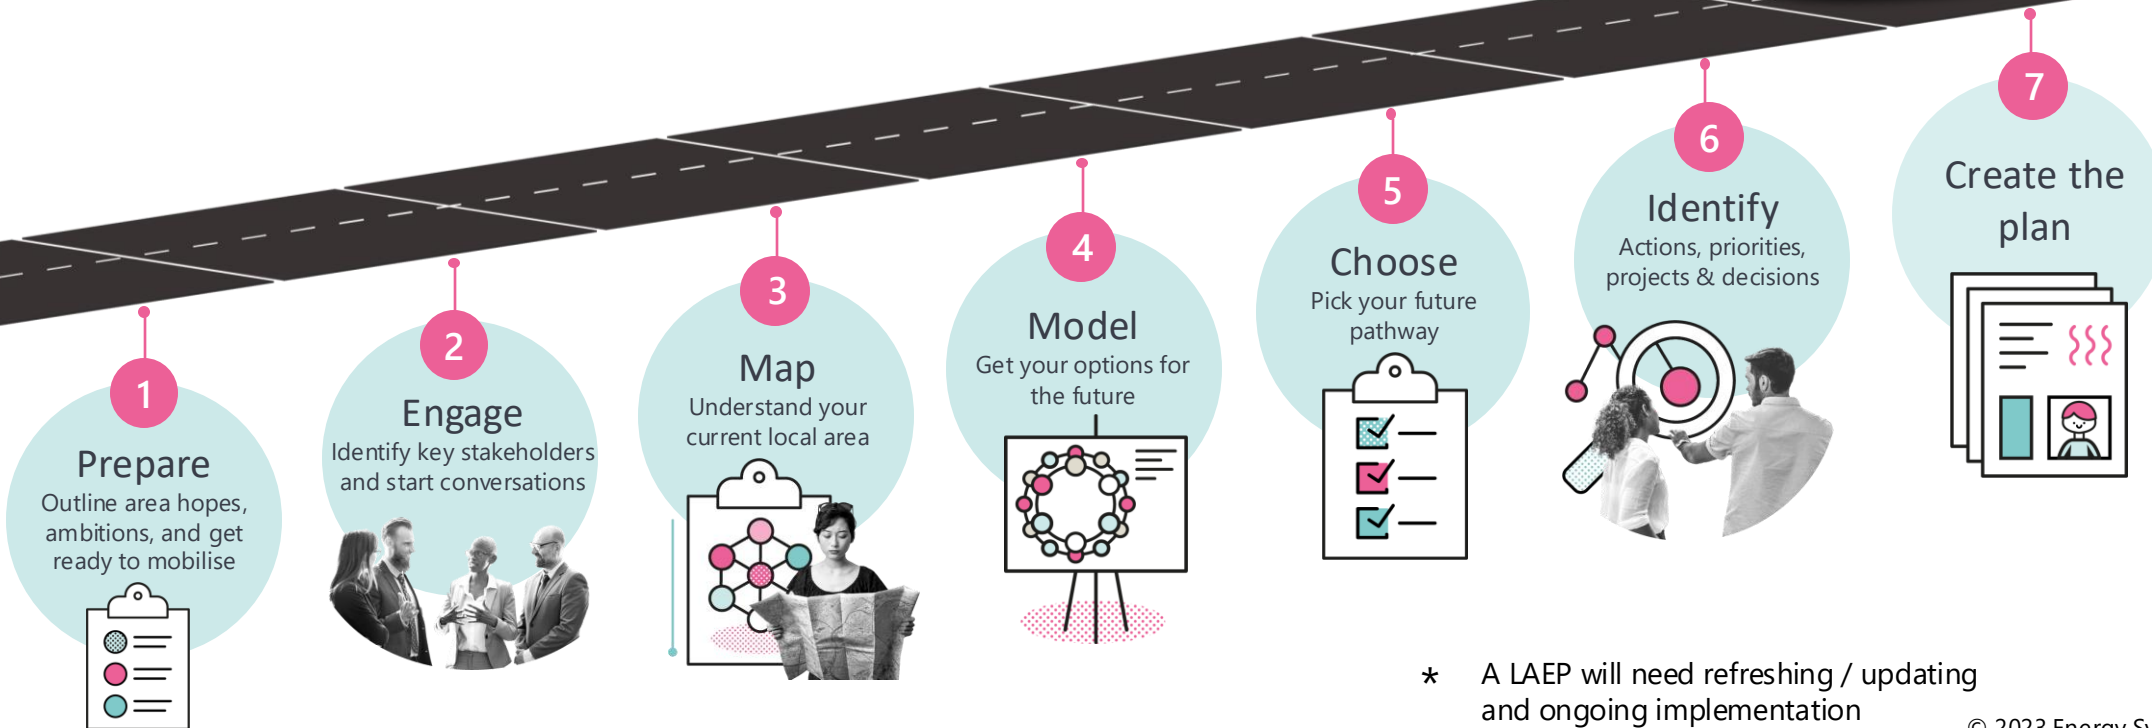 1
Prepare
Outline area hopes,
ambitions, and get
ready to mobilise
2
Engage
Identify key stakeholders
and start conversations
3
Map
Understand your
current local area
4
Model
Get your options for
the future
5
Choose
Pick your future
pathway
6
Identify
Actions, priorities,
projects & decisions
7
Create the
plan
* A LAEP will need refreshing / updating
and ongoing implementation
© 2023 Energy Sy